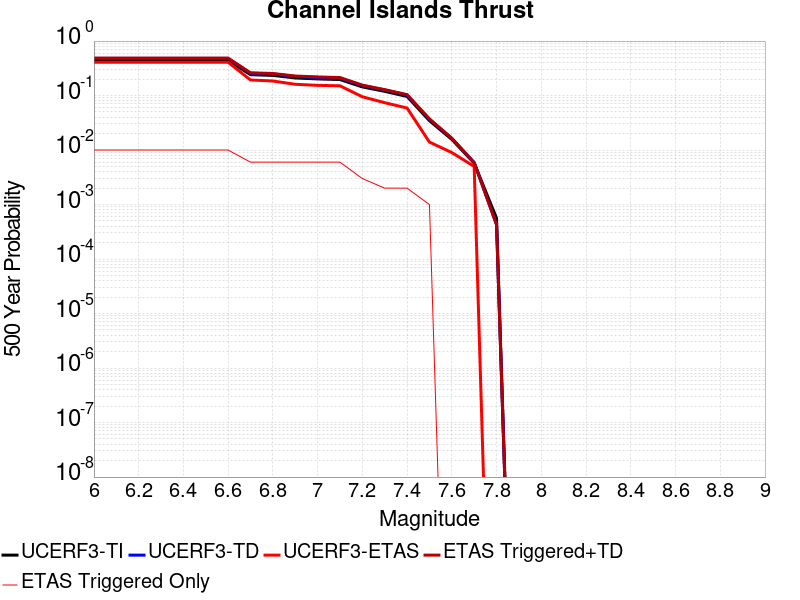 Channel Islands Thrust
10^0
10^-1
10^-2
10^-3
10^-4
10^-5
10^-6
10^-7
10^-8
500 Year Probability
6 6.2 6.4 6.6 6.8 7 7.2 7.4 7.6 7.8 8 8.2 8.4 8.6 8.8 9
Magnitude
UCERF3-TI UCERF3-TD UCERF3-ETAS ETAS Triggered+TD
ETAS Triggered Only